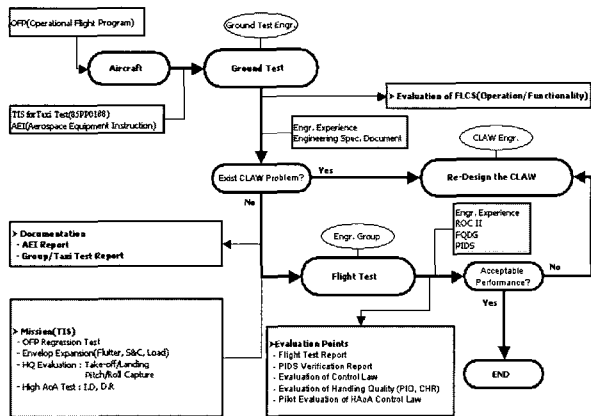 OFP(Operational Flight Program)
Ground Test Engr.
Aircraft
Ground Test
TIS for Taxi Test(85PP0188)
AEI(Aerospace Equipment Instruction)
> Evaluation of FLCS(Operation/Functionality)
Engr. Experience
Engineering Spec. Document
CLAW Engr.
Exist CLAW Problem?
Yes
Re-Design the CLAW
No
> Documentation
- AEI Report
- Group/Taxi Test Report
Engr. Group
Engr. Experience
ROC II
FQDG
PIDS
Flight Test
Acceptable
Performance?
No
Yes
> Mission(TIS)
- OFP Regression Test
- Envelop Expansion(Flutter, S&C, Load)
- HQ Evaluation : Take-off/Landing
Pitch/Roll Capture
- High AoA Test : I.D, D.R
>Evaluation Points
- Flight Test Report
- PIDS Verification Report
- Evaluation of Control Law
- Evaluation of Handling Quality (PIO, CHR)
- Pilot Evaluation of HAoA Control Law
END